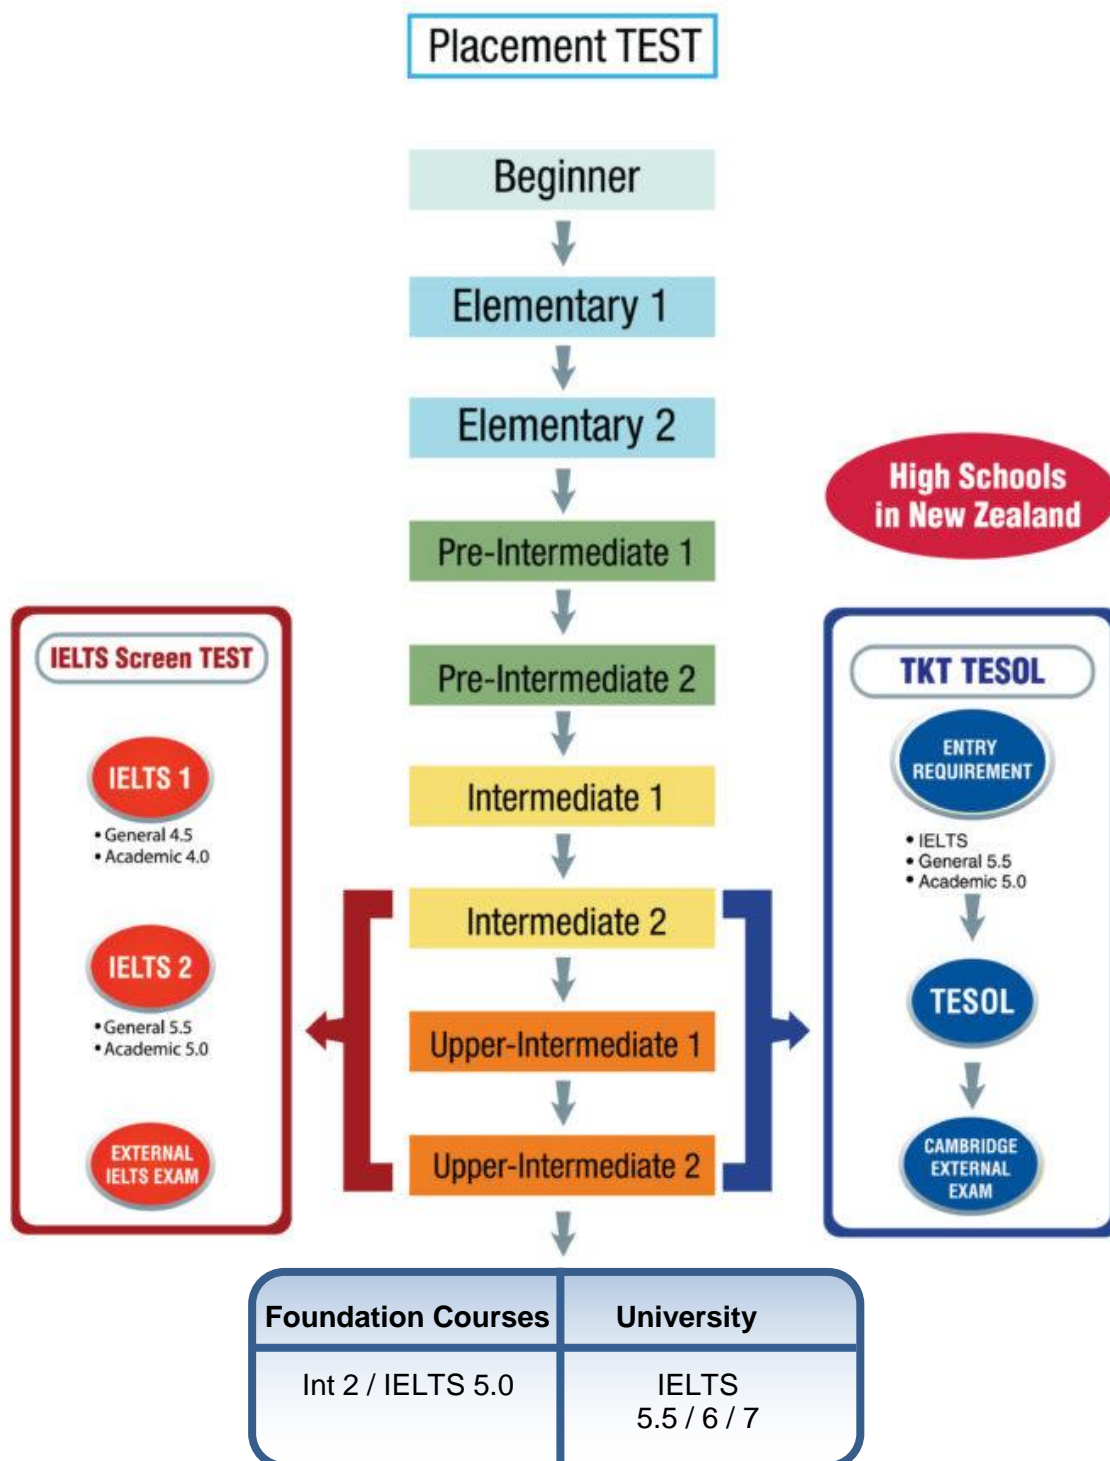 Placement TEST
Beginner
Elementary 1
Elementary 2
Pre-Intermediate 1
Pre-Intermediate 2
Intermediate 1
Intermediate 2
Upper-Intermediate 1
Upper-Intermediate 2
High Schools
in New Zealand
IELTS Screen TEST
IELTS 1
• General 4.5
• Academic 4.0
IELTS 2
• General 5.5
• Academic 5.0
EXTERNAL
IELTS EXAM
TKT TESOL
ENTRY
REQUIREMENT
• IELTS
• General 5.5
• Academic 5.0
TESOL
CAMBRIDGE
EXTERNAL
EXAM
Foundation Courses
University
Int 2 / IELTS 5.0
IELTS
5.5 / 6 / 7